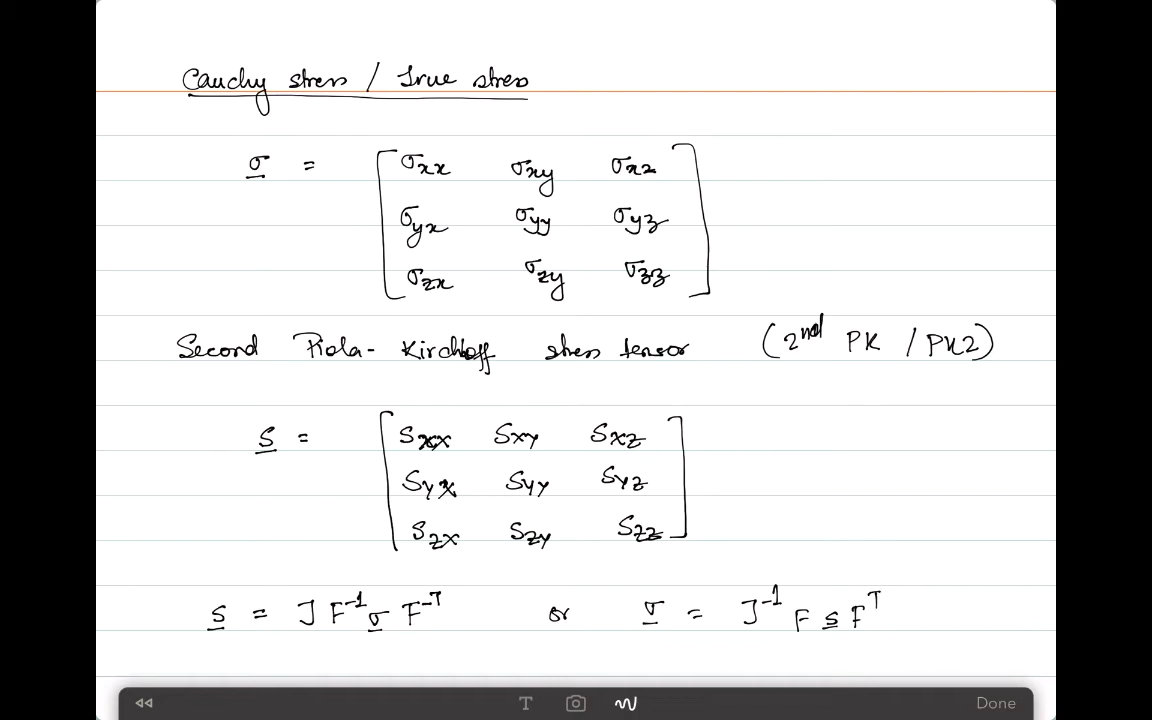 Cauchy stress / True stress
σ = [ σxx σxy σxz
σyx σyy σyz
σzx σzy σzz ]
Second Piola-Kirchhoff stress tensor (2nd PK / PK2)
S = [ SXX SXY SXZ
SYX SYY SYZ
SZX SZY SZZ ]
S = J F⁻¹ σ F⁻ᵀ or σ = J⁻¹ F S Fᵀ
T Done